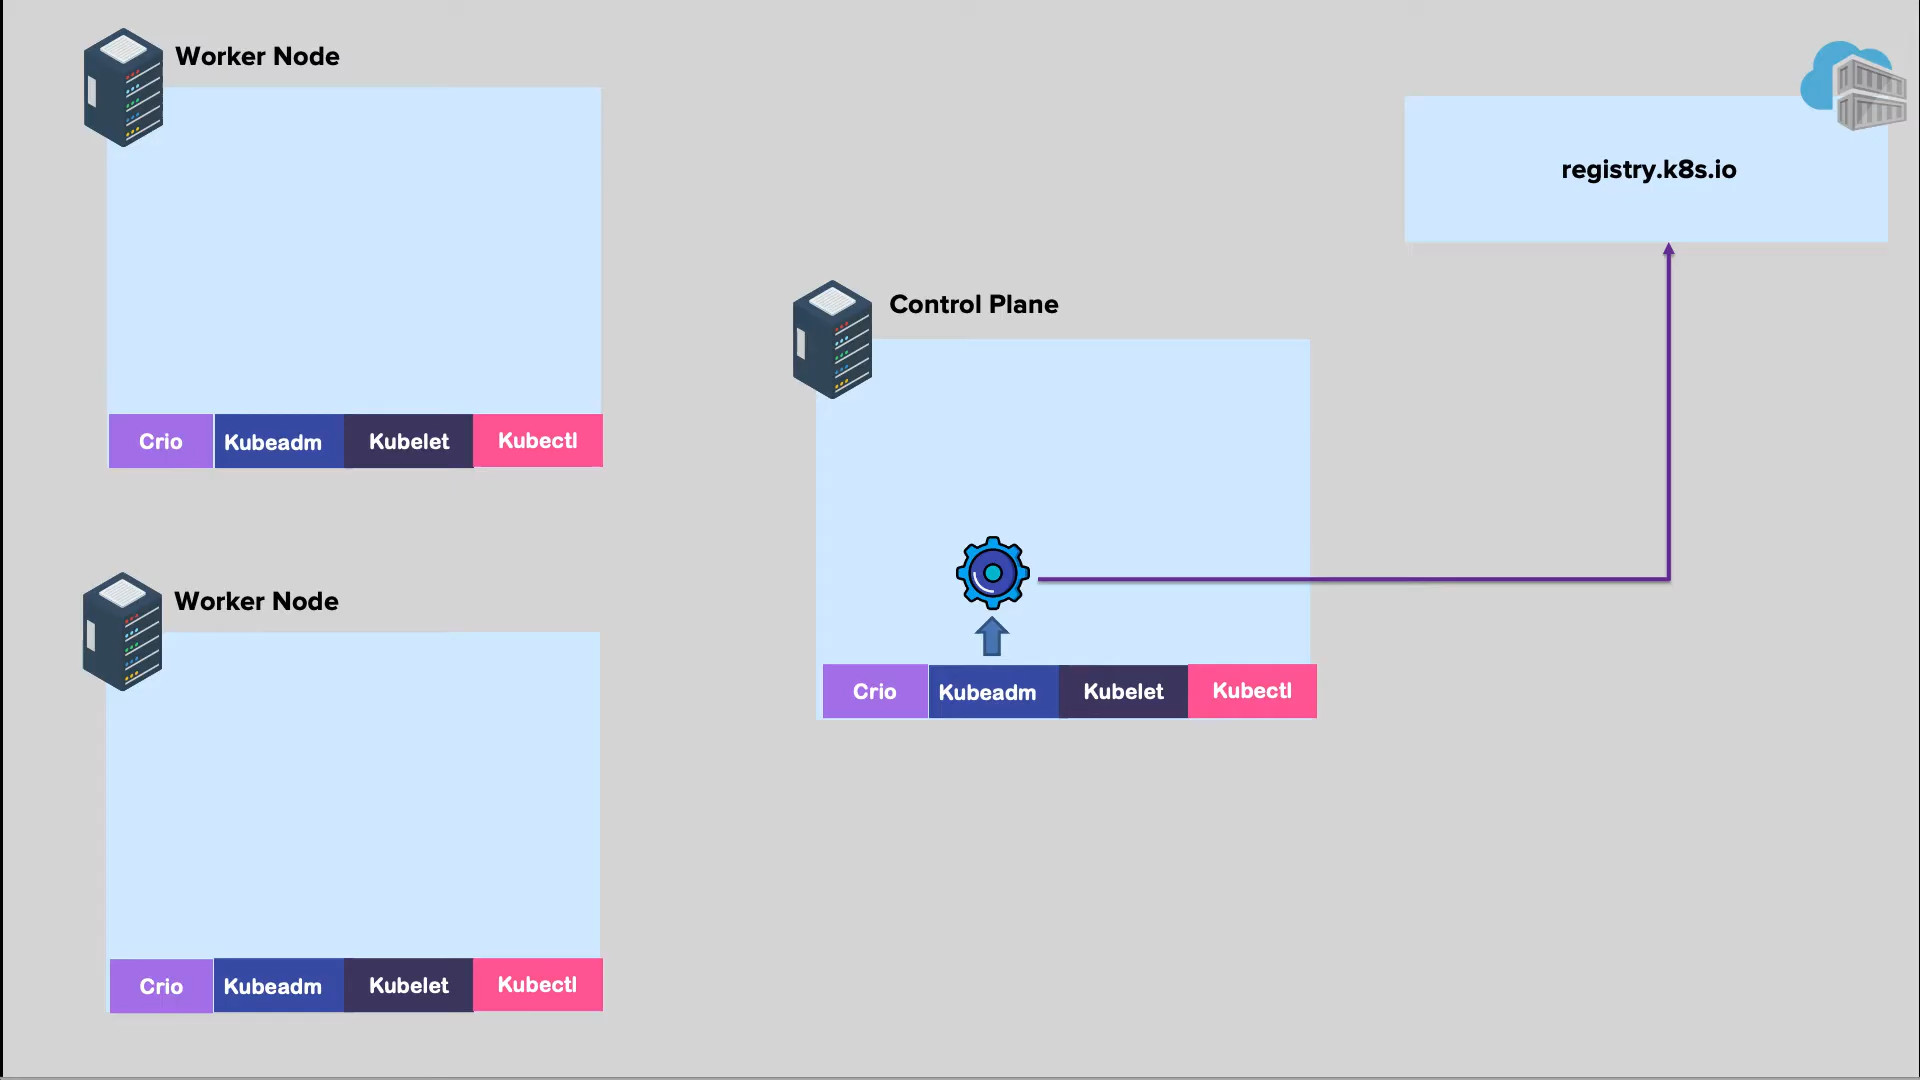 Worker Node
Crio
Kubeadm
Kubelet
Kubectl
Worker Node
Crio
Kubeadm
Kubelet
Kubectl
Control Plane
Crio
Kubeadm
Kubelet
Kubectl
registry.k8s.io